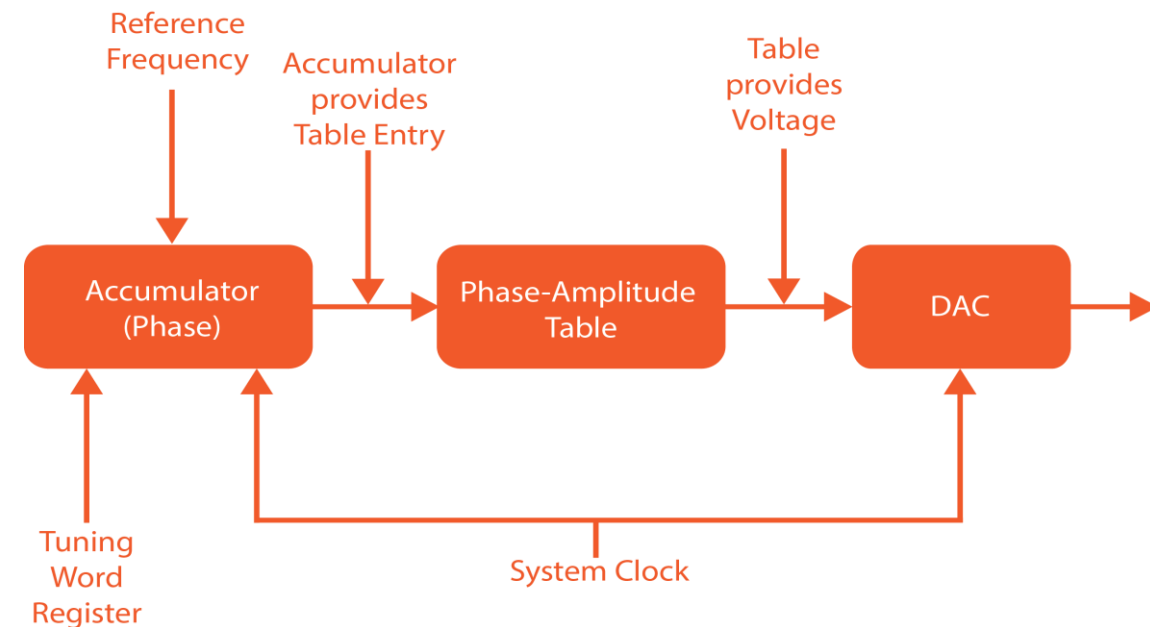 Reference
Frequency
Accumulator
provides
Table Entry
Table
provides
Voltage
Accumulator
(Phase)
Phase-Amplitude
Table
DAC
Tuning
Word
Register
System Clock